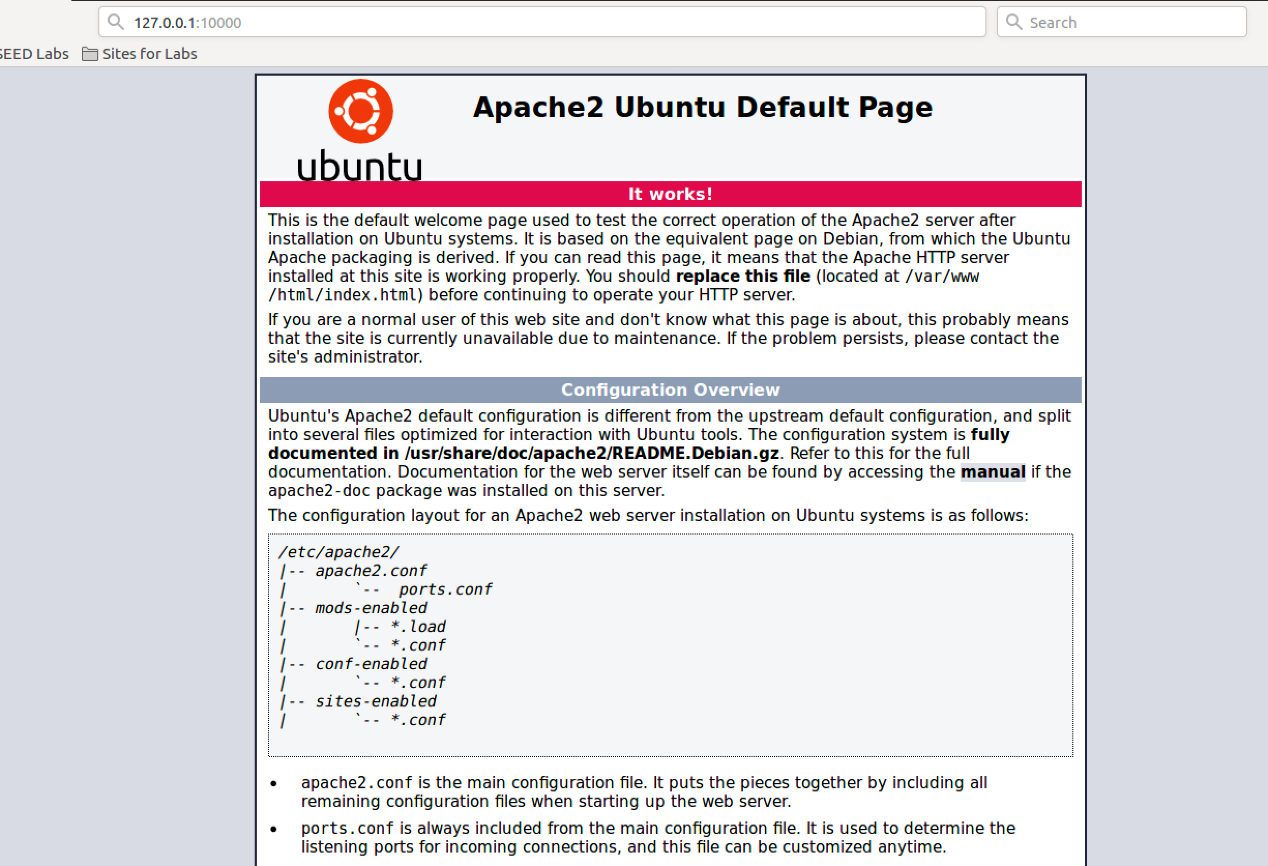 127.0.0.1:10000
Search
SEED Labs
Sites for Labs
ubuntu
Apache2 Ubuntu Default Page
It works!
This is the default welcome page used to test the correct operation of the Apache2 server after
installation on Ubuntu systems. It is based on the equivalent page on Debian, from which the Ubuntu
Apache packaging is derived. If you can read this page, it means that the Apache HTTP server
installed at this site is working properly. You should replace this file (located at /var/www
/html/index.html) before continuing to operate your HTTP server.
If you are a normal user of this web site and don't know what this page is about, this probably means
that the site is currently unavailable due to maintenance. If the problem persists, please contact the
site's administrator.
Configuration Overview
Ubuntu's Apache2 default configuration is different from the upstream default configuration, and split
into several files optimized for interaction with Ubuntu tools. The configuration system is fully
documented in /usr/share/doc/apache2/README.Debian.gz. Refer to this for the full
documentation. Documentation for the web server itself can be found by accessing the manual if the
apache2-doc package was installed on this server.
The configuration layout for an Apache2 web server installation on Ubuntu systems is as follows:
/etc/apache2/
|-- apache2.conf
|       `--  ports.conf
|-- mods-enabled
|       |-- *.load
|       `-- *.conf
|-- conf-enabled
|       `-- *.conf
|-- sites-enabled
|       `-- *.conf
• apache2.conf is the main configuration file. It puts the pieces together by including all
remaining configuration files when starting up the web server.
• ports.conf is always included from the main configuration file. It is used to determine the
listening ports for incoming connections, and this file can be customized anytime.